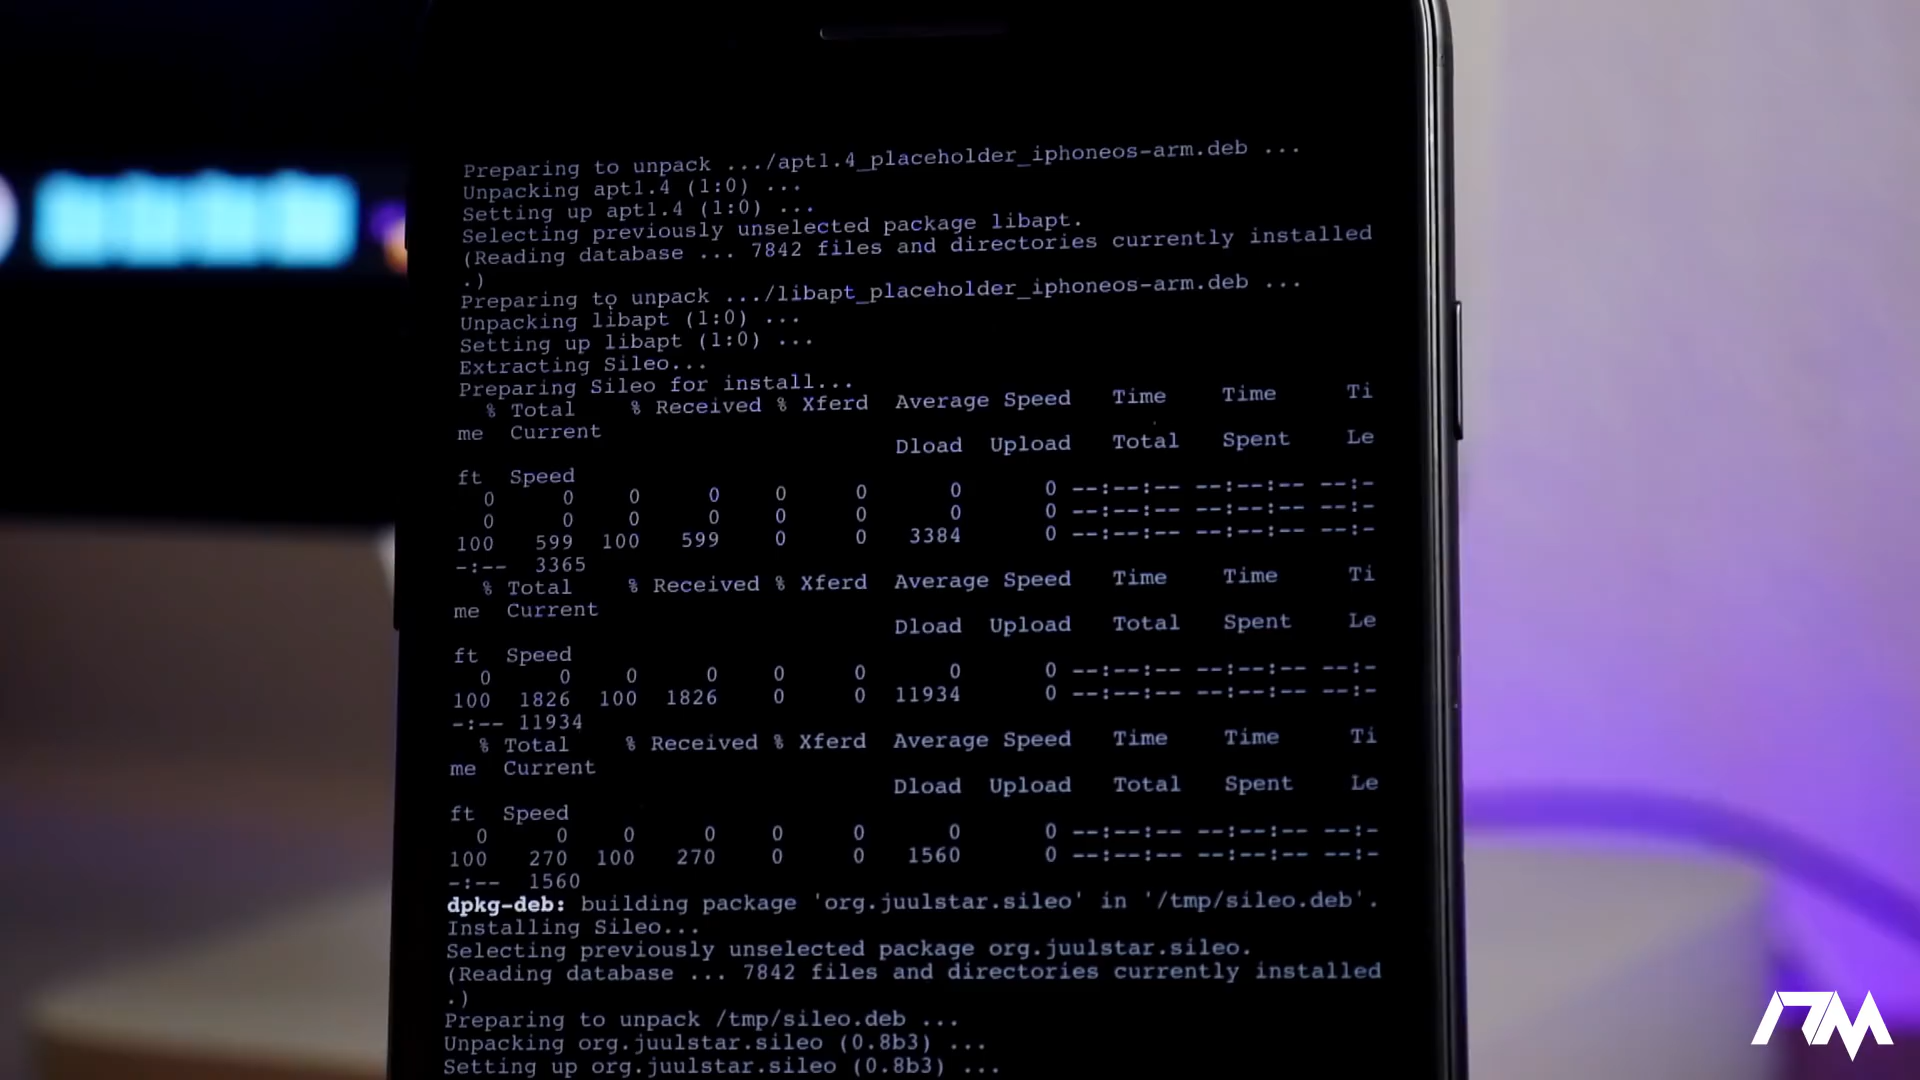 Preparing to unpack .../apt1.4_placeholder_iphoneos-arm.deb ...
Unpacking apt1.4 (1:0) ...
Setting up apt1.4 (1:0) ...
Selecting previously unselected package libapt.
(Reading database ... 7842 files and directories currently installed
.)
Preparing to unpack .../libapt_placeholder_iphoneos-arm.deb ...
Unpacking libapt (1:0) ...
Setting up libapt (1:0) ...
Extracting Sileo...
Preparing Sileo for install...
% Total % Received % Xferd Average Speed Time Time Ti
me Current
Dload Upload Total Spent Le
ft Speed
0 0 0 0 0 0 0 0 --:--:-- --:--:-- --:-
0 0 0 0 0 0 0 0 --:--:-- --:--:-- --:-
100 599 100 599 0 0 3384 0 --:--:-- --:--:-- --:-
-:-- 3365
% Total % Received % Xferd Average Speed Time Time Ti
me Current
Dload Upload Total Spent Le
ft Speed
0 0 0 0 0 0 0 0 --:--:-- --:--:-- --:-
100 1826 100 1826 0 0 11934 0 --:--:-- --:--:-- --:-
-:-- 11934
% Total % Received % Xferd Average Speed Time Time Ti
me Current
Dload Upload Total Spent Le
ft Speed
0 0 0 0 0 0 0 0 --:--:-- --:--:-- --:-
100 270 100 270 0 0 1560 0 --:--:-- --:--:-- --:-
-:-- 1560
dpkg-deb: building package 'org.juulstar.sileo' in '/tmp/sileo.deb'.
Installing Sileo...
Selecting previously unselected package org.juulstar.sileo.
(Reading database ... 7842 files and directories currently installed
.)
Preparing to unpack /tmp/sileo.deb ...
Unpacking org.juulstar.sileo (0.8b3) ...
Setting up org.juulstar.sileo (0.8b3) ...